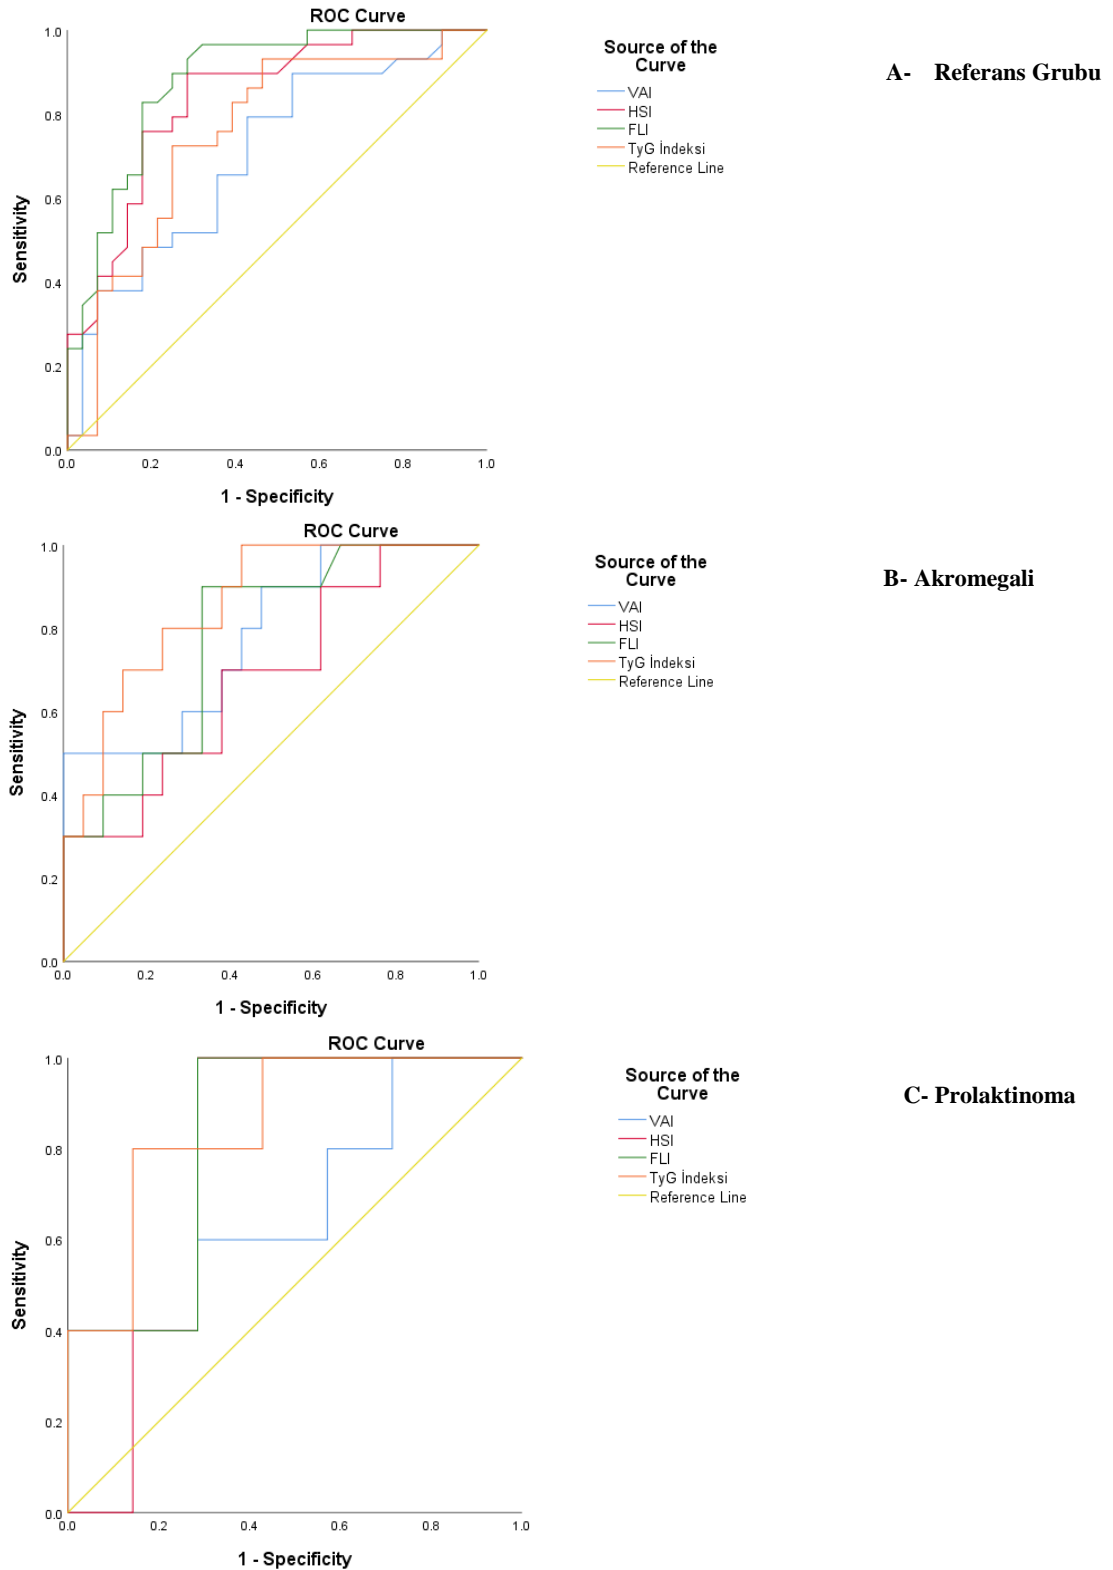 ROC Curve
1.0
0.8
0.6
0.4
0.2
0.0
Sensitivity
0.0 0.2 0.4 0.6 0.8 1.0
1 - Specificity
Source of the
Curve
VAI
HSI
FLI
TyG İndeksi
Reference Line
A- Referans Grubu
ROC Curve
1.0
0.8
0.6
0.4
0.2
0.0
Sensitivity
0.0 0.2 0.4 0.6 0.8 1.0
1 - Specificity
Source of the
Curve
VAI
HSI
FLI
TyG İndeksi
Reference Line
B- Akromegali
ROC Curve
1.0
0.8
0.6
0.4
0.2
0.0
Sensitivity
0.0 0.2 0.4 0.6 0.8 1.0
1 - Specificity
Source of the
Curve
VAI
HSI
FLI
TyG İndeksi
Reference Line
C- Prolaktinoma